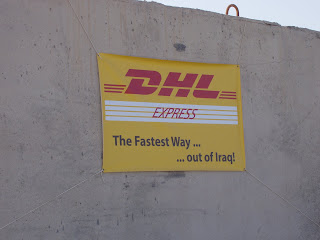 DHL
EXPRESS
The Fastest Way ...
... out of Iraq!